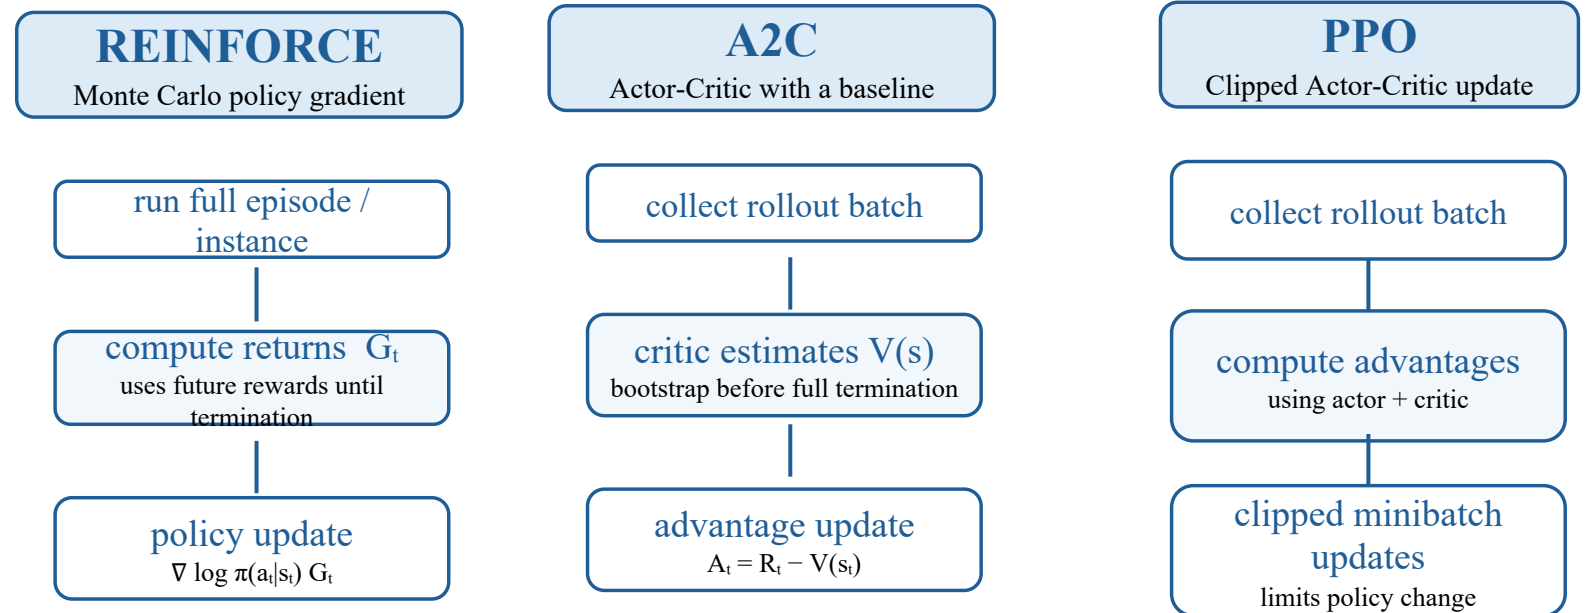 REINFORCE
Monte Carlo policy gradient
run full episode /
instance
compute returns Gₜ
uses future rewards until
termination
policy update
∇ log π(aₜ|sₜ) Gₜ
A2C
Actor-Critic with a baseline
collect rollout batch
critic estimates V(s)
bootstrap before full termination
advantage update
Aₜ = Rₜ − V(sₜ)
PPO
Clipped Actor-Critic update
collect rollout batch
compute advantages
using actor + critic
clipped minibatch
updates
limits policy change